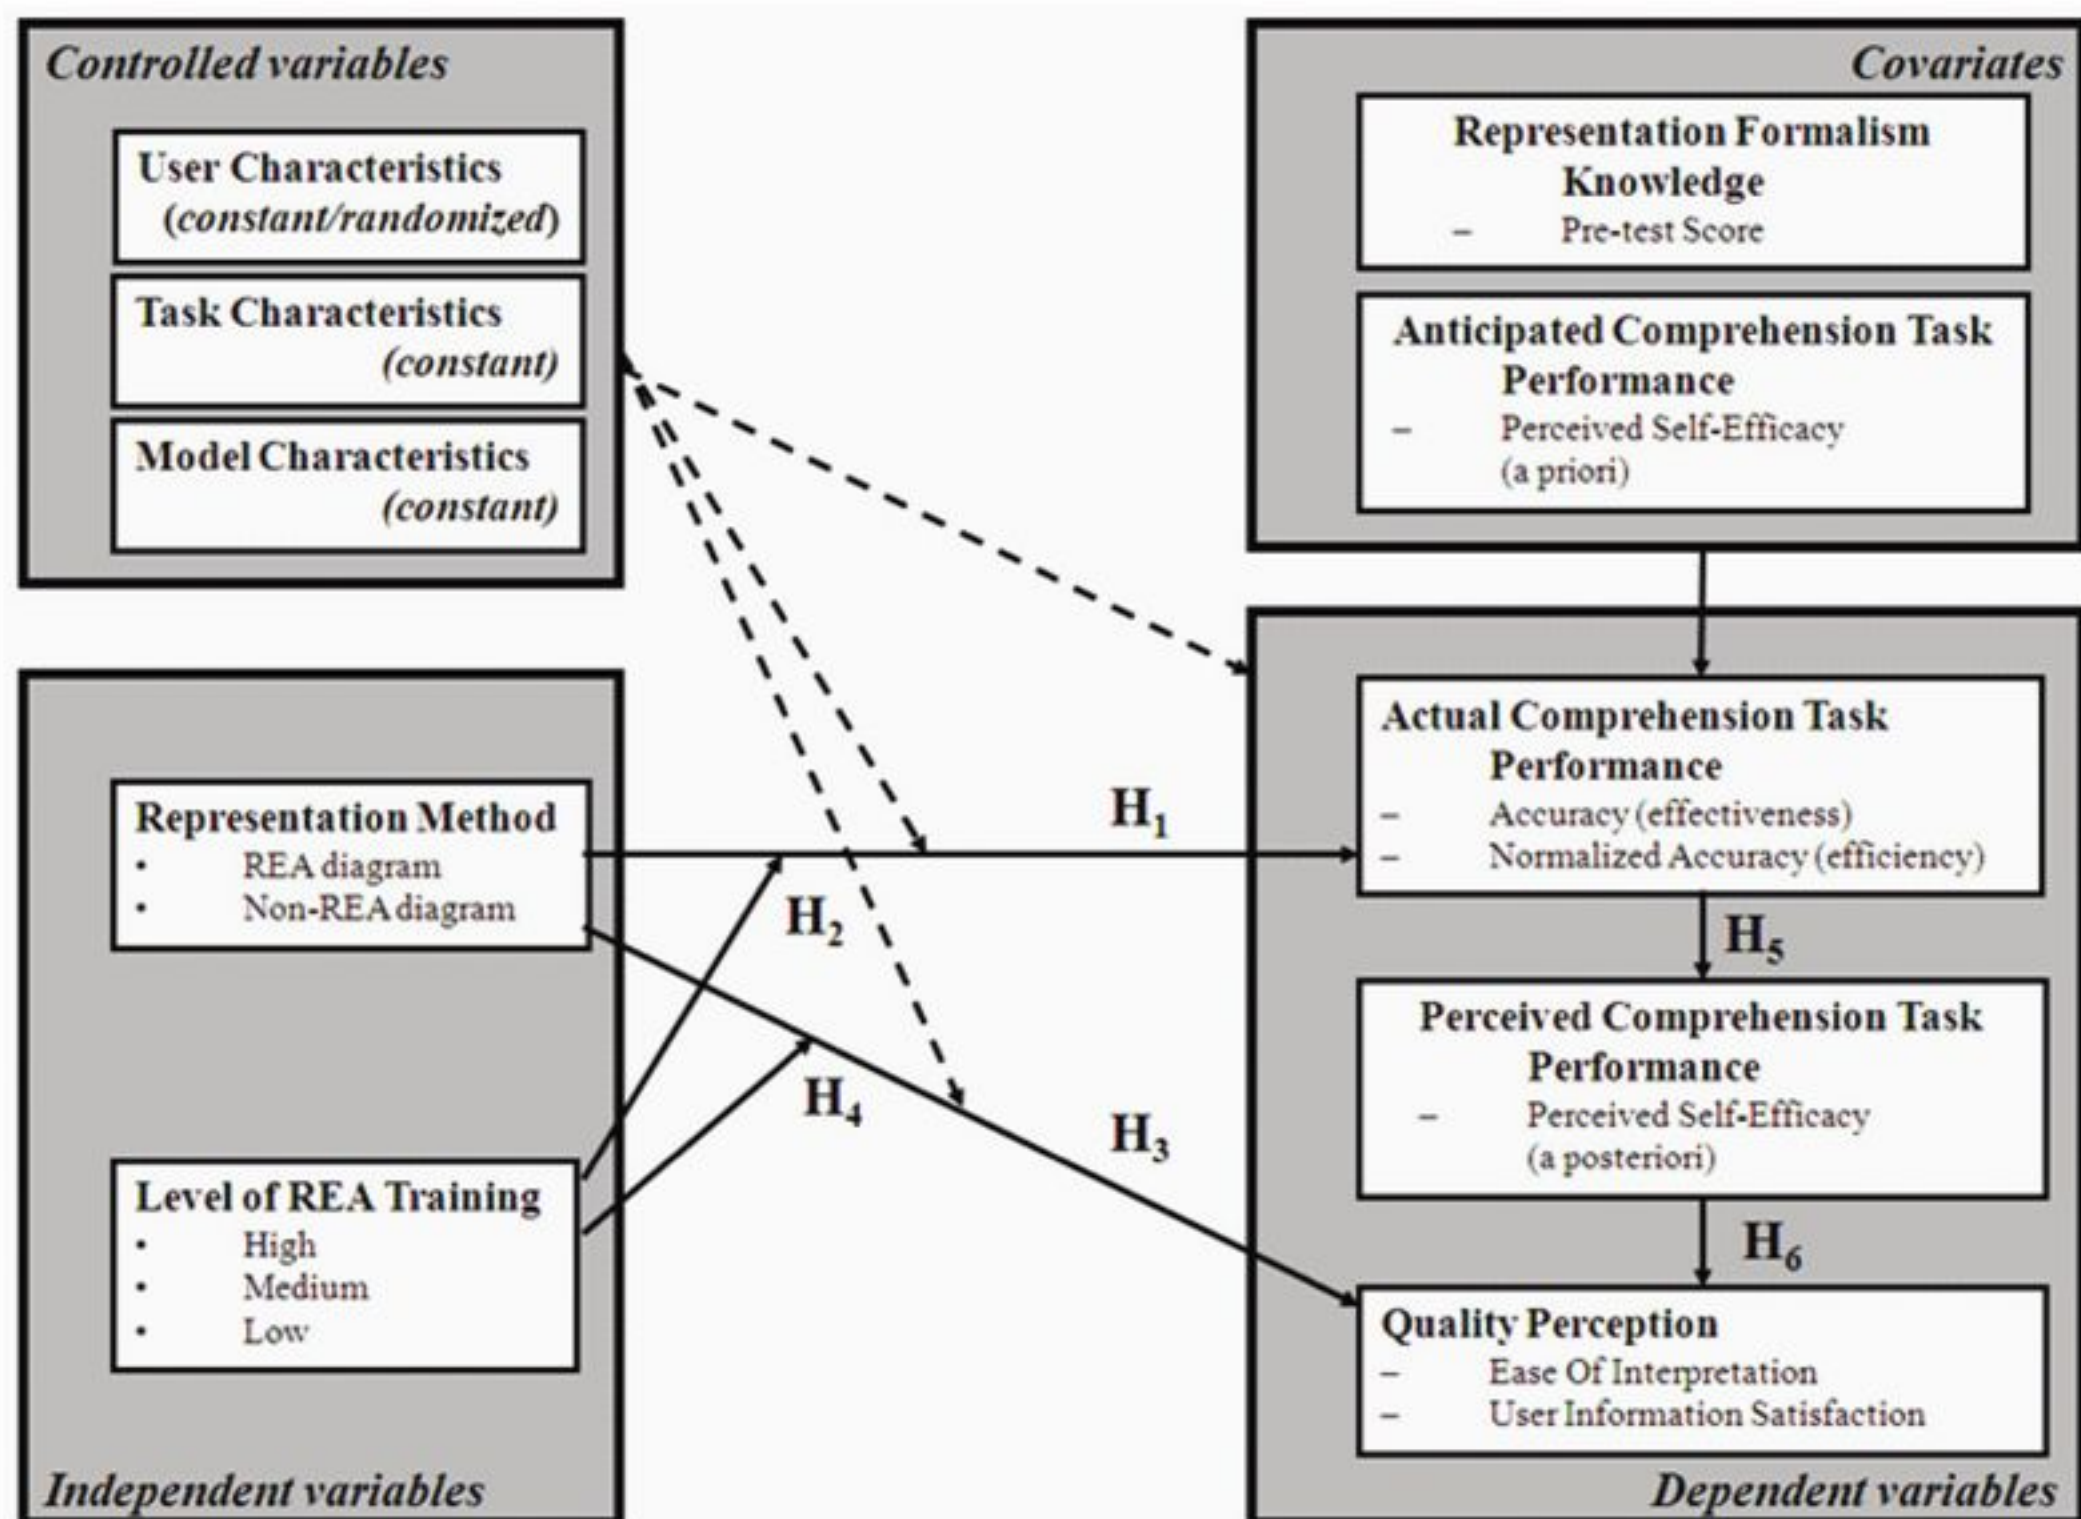 Controlled variables
User Characteristics
(constant/randomized)
Task Characteristics
(constant)
Model Characteristics
(constant)
Covariates
Representation Formalism
Knowledge
– Pre-test Score
Anticipated Comprehension Task
Performance
– Perceived Self-Efficacy
(a priori)
Representation Method
• REA diagram
• Non-REA diagram
Level of REA Training
• High
• Medium
• Low
Independent variables
H1
H2
H4
H3
Actual Comprehension Task
Performance
– Accuracy (effectiveness)
– Normalized Accuracy (efficiency)
H5
Perceived Comprehension Task
Performance
– Perceived Self-Efficacy
(a posteriori)
H6
Quality Perception
– Ease Of Interpretation
– User Information Satisfaction
Dependent variables